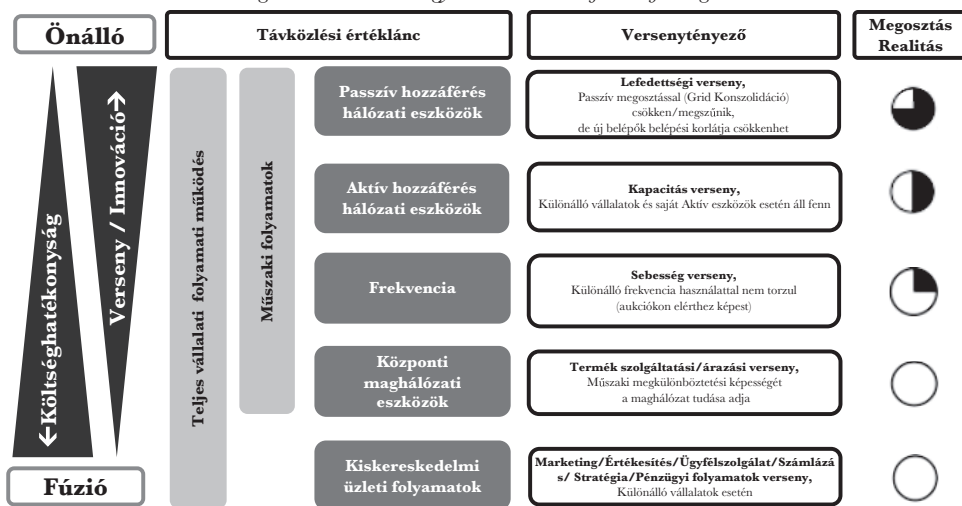 Önálló
Távközlési értéklánc
Versenytényező
Megosztás
Realitás
←Költséghatékonyság
Verseny / Innováció→
Teljes vállalati folyamati működés
Műszaki folyamatok
Passzív hozzáférés
hálózati eszközök
Lefedettségi verseny,
Passzív megosztással (Grid Konszolidáció)
csökken/megszűnik,
de új belépők belépési korlátja csökkenhet
Aktív hozzáférés
hálózati eszközök
Kapacitás verseny,
Különálló vállalatok és saját Aktív eszközök esetén áll fenn
Frekvencia
Sebesség verseny,
Különálló frekvencia használattal nem torzul
(aukciókon elérthez képest)
Központi
maghálózati
eszközök
Termék szolgáltatási/árazási verseny,
Műszaki megkülönböztetési képességét
a maghálózat tudása adja
Kiskereskedelmi
üzleti folyamatok
Marketing/Értékesítés/Ügyfélszolgálat/Számlázá
s/ Stratégia/Pénzügyi folyamatok verseny,
Különálló vállalatok esetén
Fúzió